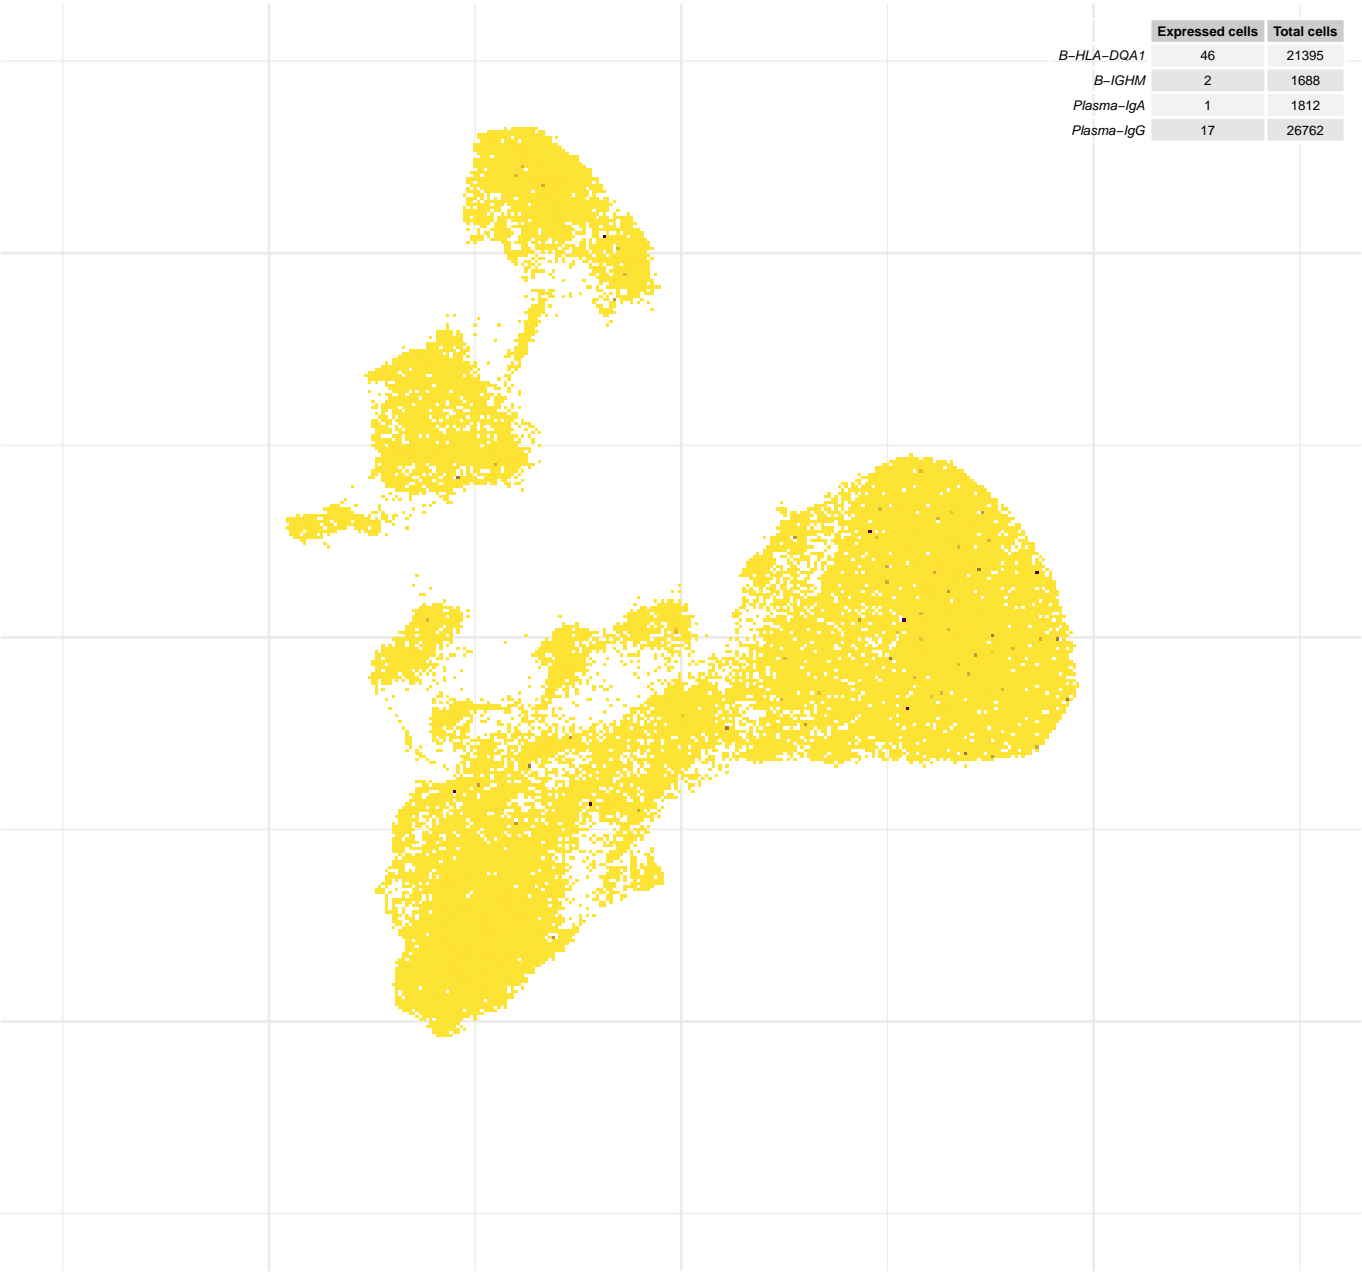 Expressed cells Total cells
B−HLA−DQA1 46 21395
B−IGHM 2 1688
Plasma−IgA 1 1812
Plasma−IgG 17 26762